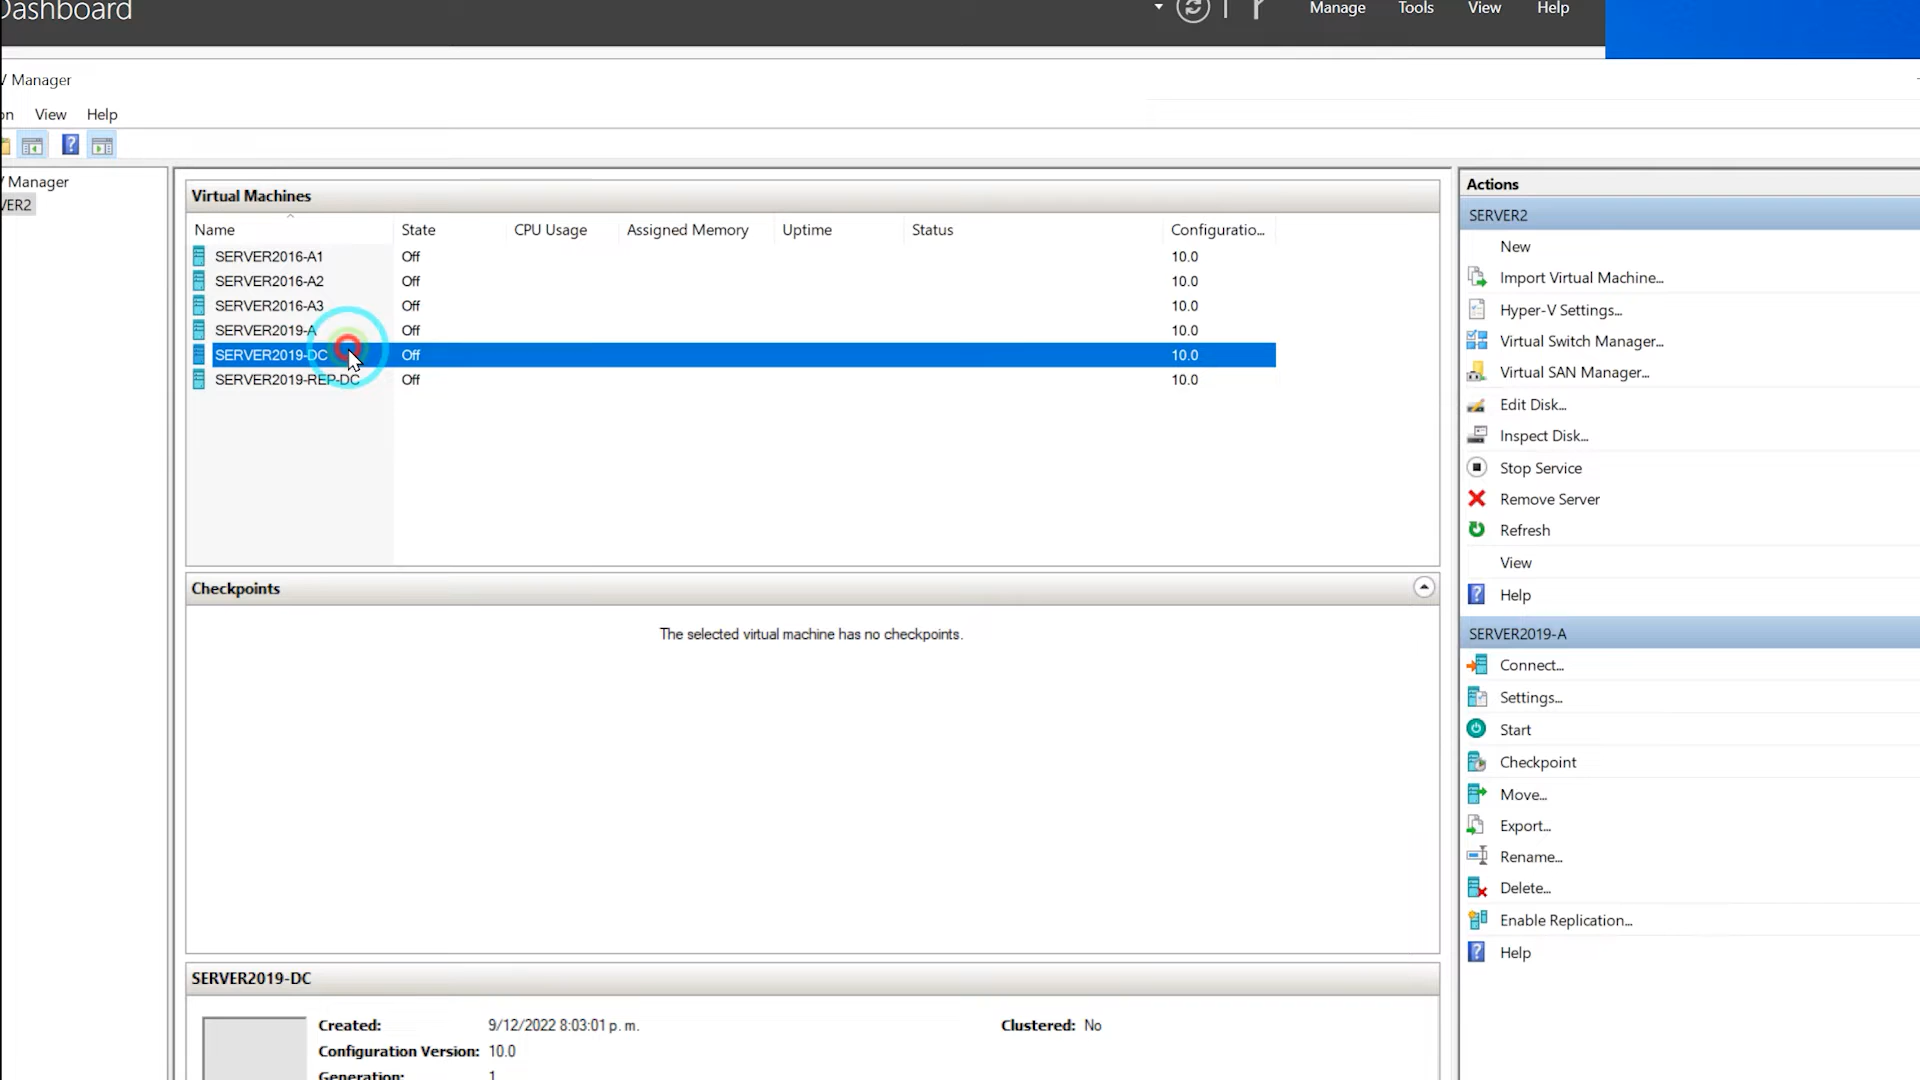 Dashboard
Manage Tools View Help
V Manager
on View Help
V Manager
VER2
Virtual Machines
Name State CPU Usage Assigned Memory Uptime Status Configuratio...
SERVER2016-A1 Off 10.0
SERVER2016-A2 Off 10.0
SERVER2016-A3 Off 10.0
SERVER2019-A Off 10.0
SERVER2019-DC Off 10.0
SERVER2019-REP-DC Off 10.0
Checkpoints
The selected virtual machine has no checkpoints.
SERVER2019-DC
Created: 9/12/2022 8:03:01 p. m. Clustered: No
Configuration Version: 10.0
Generation: 1
Actions
SERVER2
New
Import Virtual Machine...
Hyper-V Settings...
Virtual Switch Manager...
Virtual SAN Manager...
Edit Disk...
Inspect Disk...
Stop Service
Remove Server
Refresh
View
Help
SERVER2019-A
Connect...
Settings...
Start
Checkpoint
Move...
Export...
Rename...
Delete...
Enable Replication...
Help